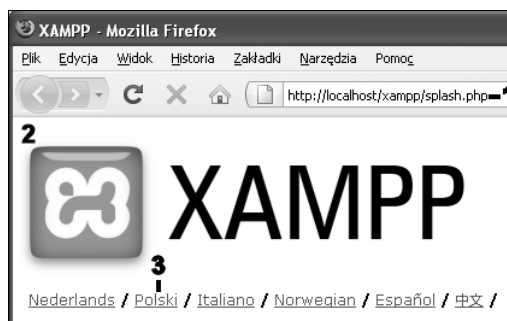 XAMPP - Mozilla Firefox
Plik Edycja Widok Historia Zakładki Narzędzia Pomoc
http://localhost/xampp/splash.php
2
XAMPP
3
Nederlands / Polski / Italiano / Norwegian / Español / 中文 /